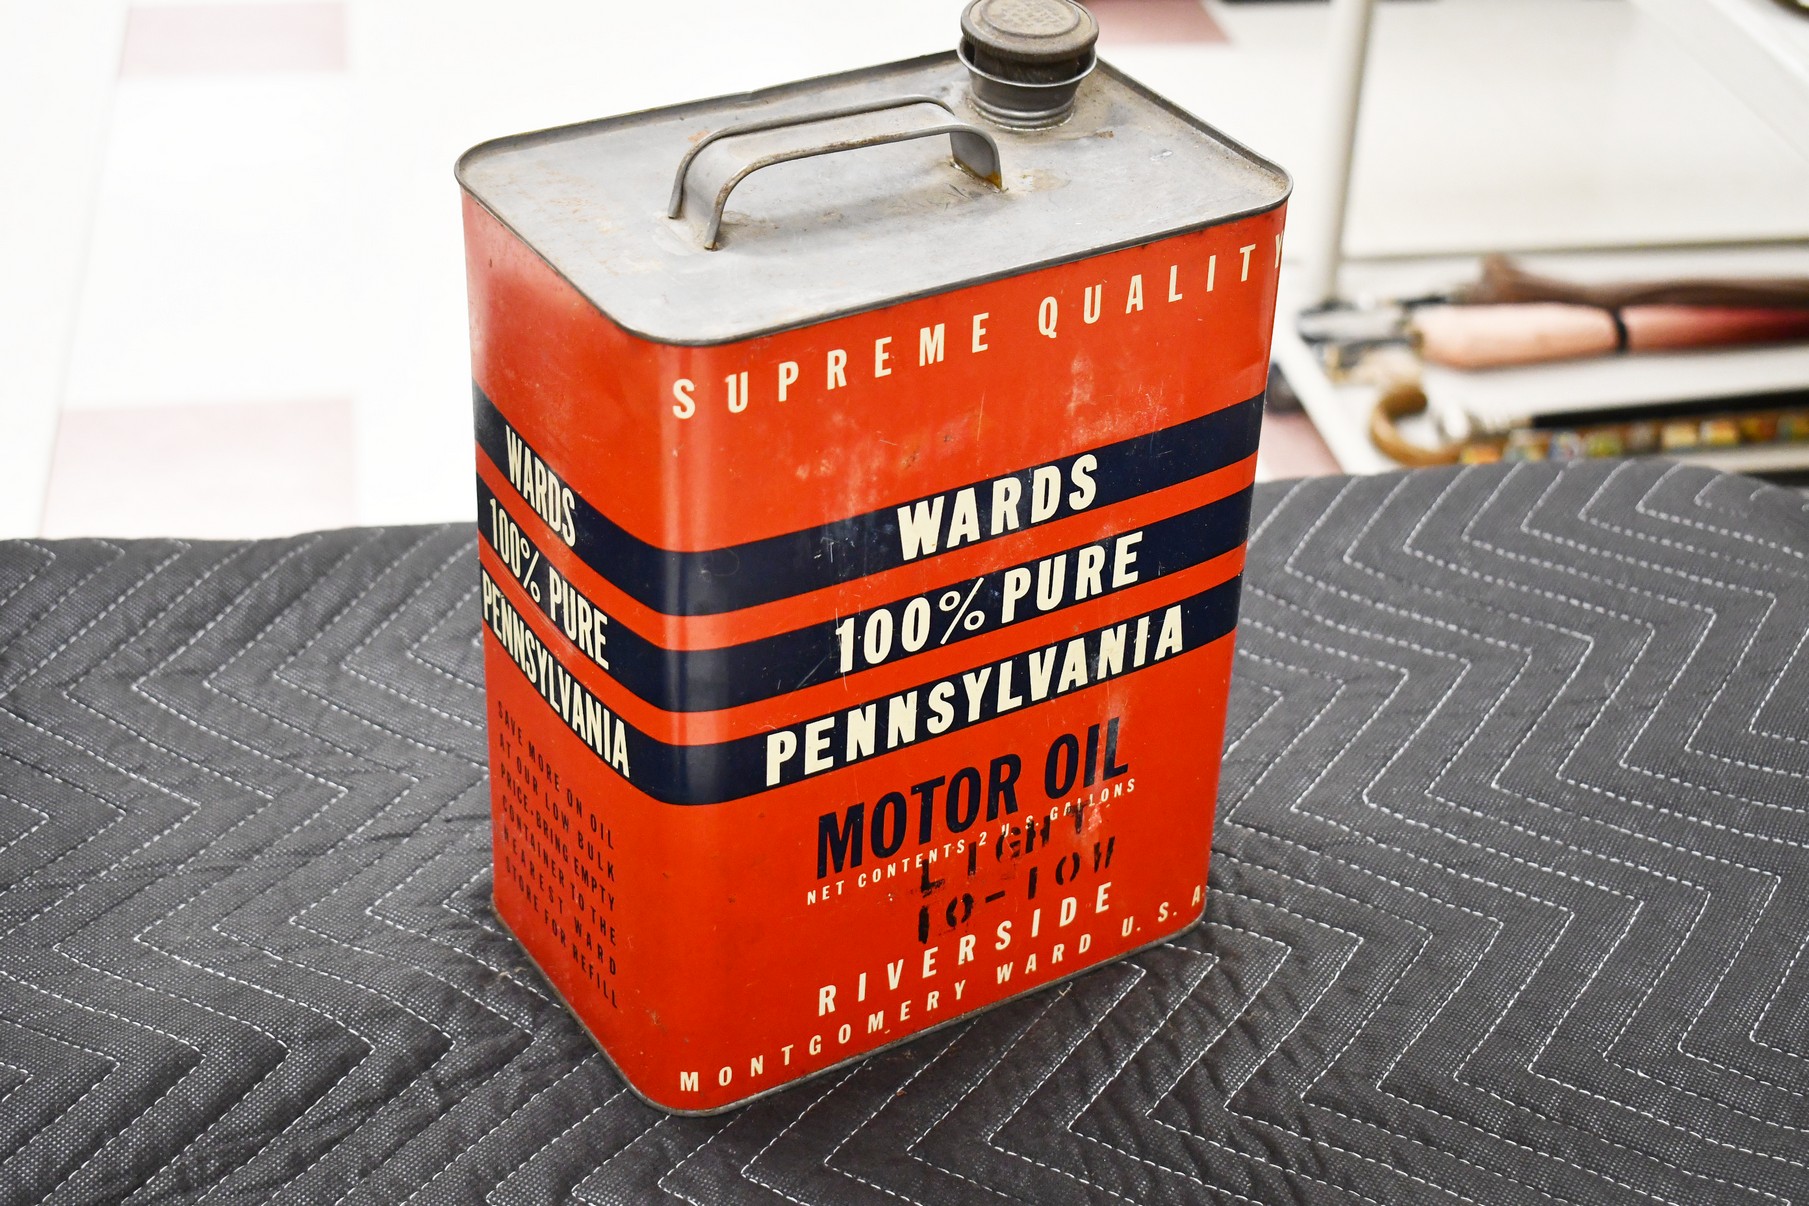 SUPREME QUALITY
WARDS
100% PURE
PENNSYLVANIA
MOTOR OIL
NET CONTENTS 2 U.S. GALLONS
LIGHT
10-10W
RIVERSIDE
MONTGOMERY WARD U.S.A
WARDS
100% PURE
PENNSYLVANIA
SAVE MORE ON OIL
AT OUR LOW BULK
PRICE-BRING EMPTY
CONTAINER TO THE
NEAREST WARD
STORE FOR REFILL